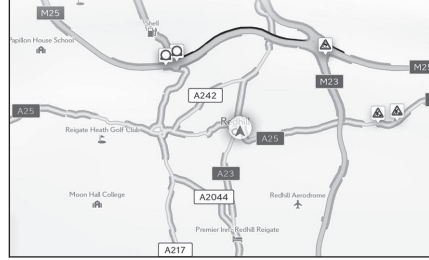 M25
Shell
Papillon House School
M25
M23
A242
A25
Redhill
Reigate Heath Golf Club
A25
A23
Moon Hall College
A2044
Redhill Aerodrome
Premier Inn Redhill Reigate
A217